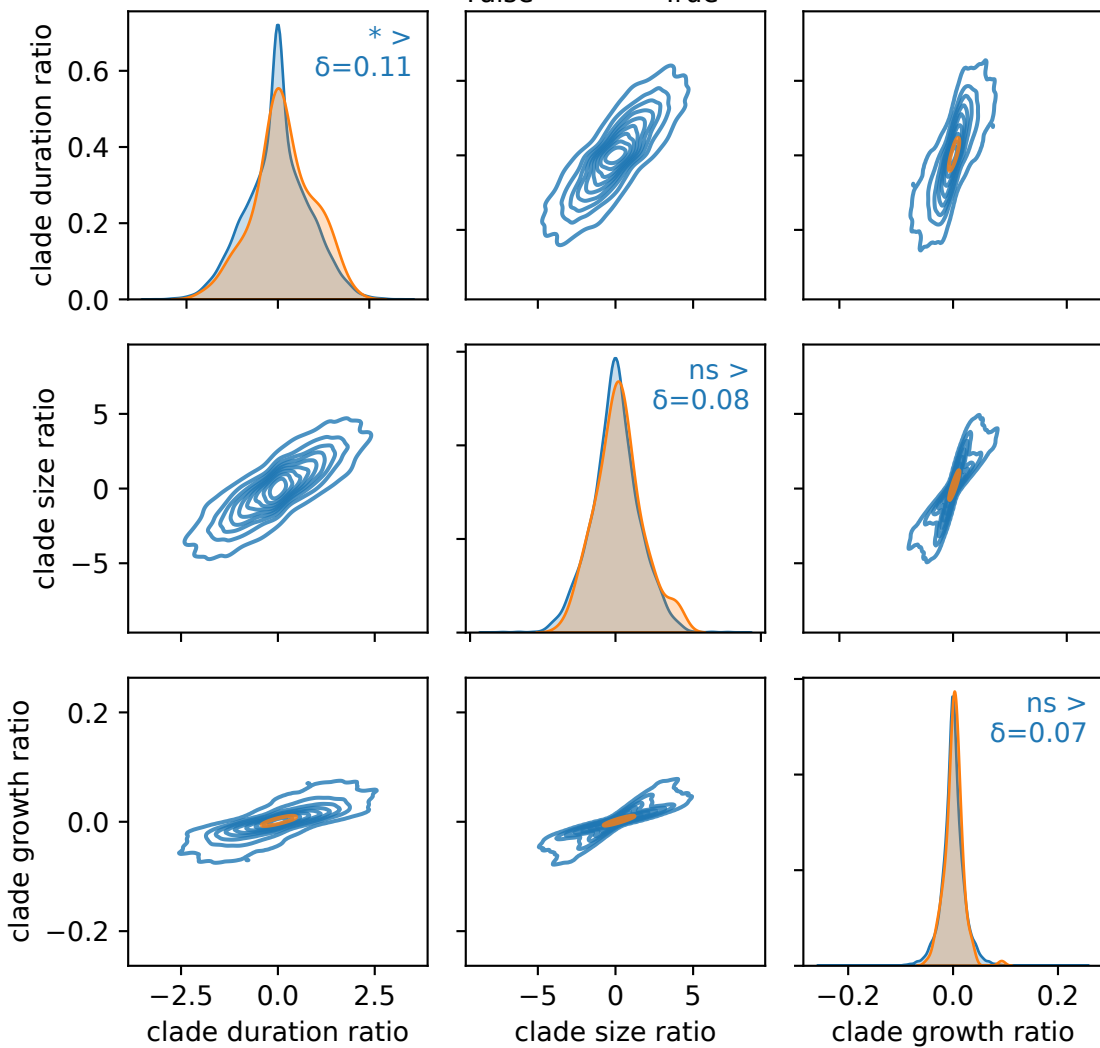 clade duration ratio
0.6
0.4
0.2
0.0
* >
δ=0.11
clade size ratio
5
0
−5
ns >
δ=0.08
clade growth ratio
0.2
0.0
−0.2
ns >
δ=0.07
−2.5 0.0 2.5
−5 0 5
−0.2 0.0 0.2
clade duration ratio
clade size ratio
clade growth ratio